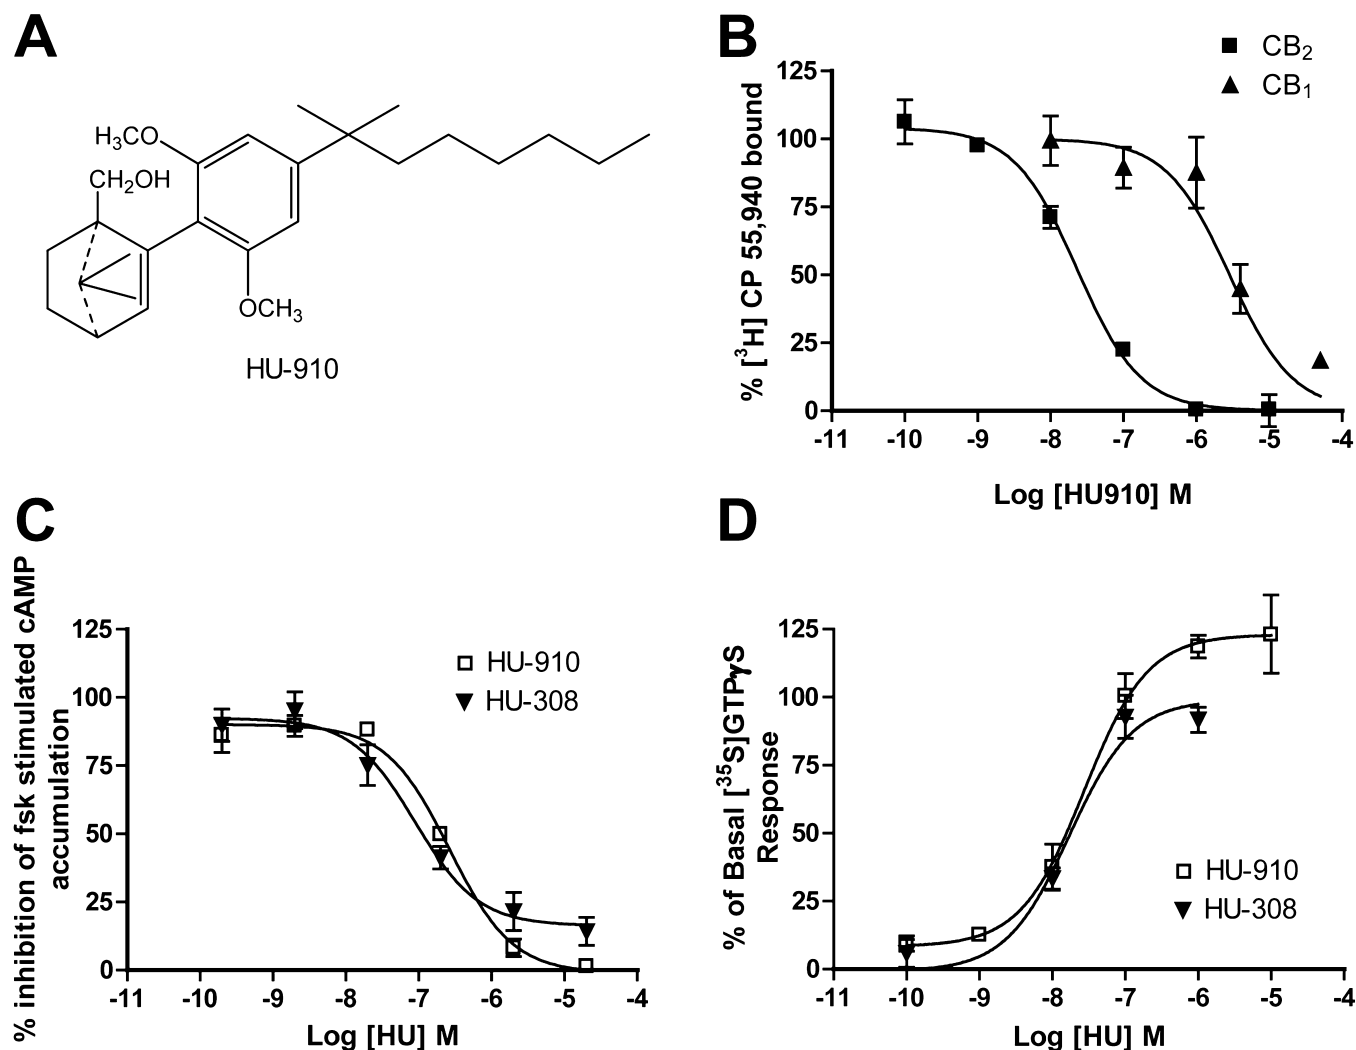 A
H₃CO
CH₂OH
OCH₃
HU-910
B
CB₂
CB₁
% [³H] CP 55,940 bound
125
100
75
50
25
0
-11 -10 -9 -8 -7 -6 -5 -4
Log [HU910] M
C
% inhibition of fsk stimulated cAMP
accumulation
125
100
75
50
25
0
HU-910
HU-308
-11 -10 -9 -8 -7 -6 -5 -4
Log [HU] M
D
% of Basal [³⁵S]GTPγS
Response
125
100
75
50
25
0
HU-910
HU-308
-11 -10 -9 -8 -7 -6 -5 -4
Log [HU] M